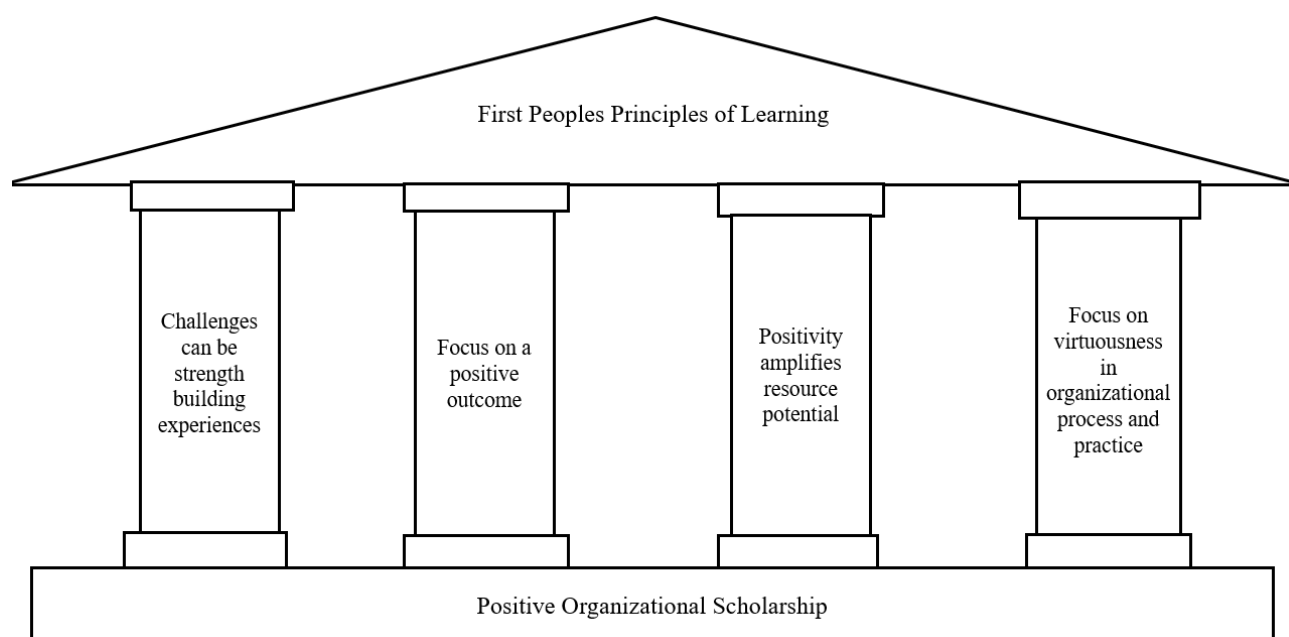 First Peoples Principles of Learning
Challenges
can be
strength
building
experiences
Focus on a
positive
outcome
Positivity
amplifies
resource
potential
Focus on
virtuousness
in
organizational
process and
practice
Positive Organizational Scholarship